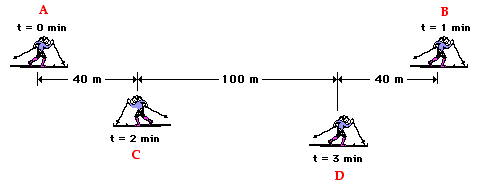 A
B
t = 0 min
t = 1 min
40 m
100 m
40 m
t = 2 min
t = 3 min
C
D